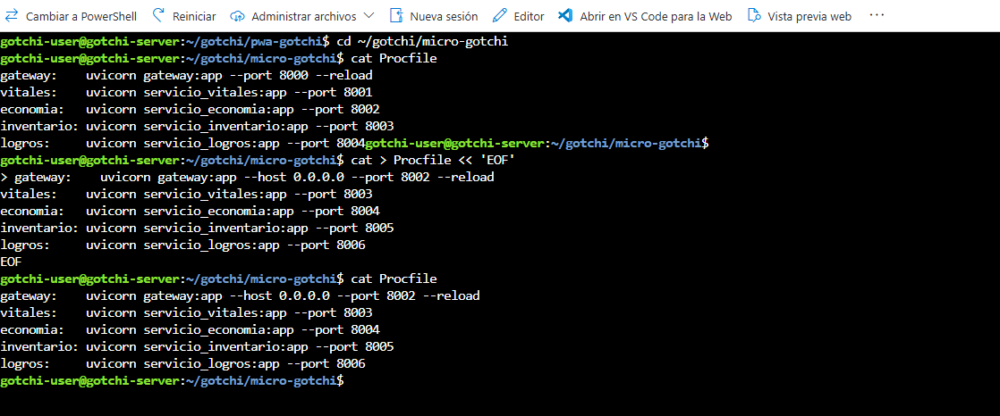 Cambiar a PowerShell Reiniciar Administrar archivos Nueva sesión Editor Abrir en VS Code para la Web Vista previa web ...
gotchi-user@gotchi-server:~/gotchi/pwa-gotchi$ cd ~/gotchi/micro-gotchi
gotchi-user@gotchi-server:~/gotchi/micro-gotchi$ cat Procfile
gateway:    uvicorn gateway:app --port 8000 --reload
vitales:    uvicorn servicio_vitales:app --port 8001
economia:   uvicorn servicio_economia:app --port 8002
inventario: uvicorn servicio_inventario:app --port 8003
logros:     uvicorn servicio_logros:app --port 8004gotchi-user@gotchi-server:~/gotchi/micro-gotchi$
gotchi-user@gotchi-server:~/gotchi/micro-gotchi$ cat > Procfile << 'EOF'
> gateway:    uvicorn gateway:app --host 0.0.0.0 --port 8002 --reload
vitales:    uvicorn servicio_vitales:app --port 8003
economia:   uvicorn servicio_economia:app --port 8004
inventario: uvicorn servicio_inventario:app --port 8005
logros:     uvicorn servicio_logros:app --port 8006
EOF
gotchi-user@gotchi-server:~/gotchi/micro-gotchi$ cat Procfile
gateway:    uvicorn gateway:app --host 0.0.0.0 --port 8002 --reload
vitales:    uvicorn servicio_vitales:app --port 8003
economia:   uvicorn servicio_economia:app --port 8004
inventario: uvicorn servicio_inventario:app --port 8005
logros:     uvicorn servicio_logros:app --port 8006
gotchi-user@gotchi-server:~/gotchi/micro-gotchi$